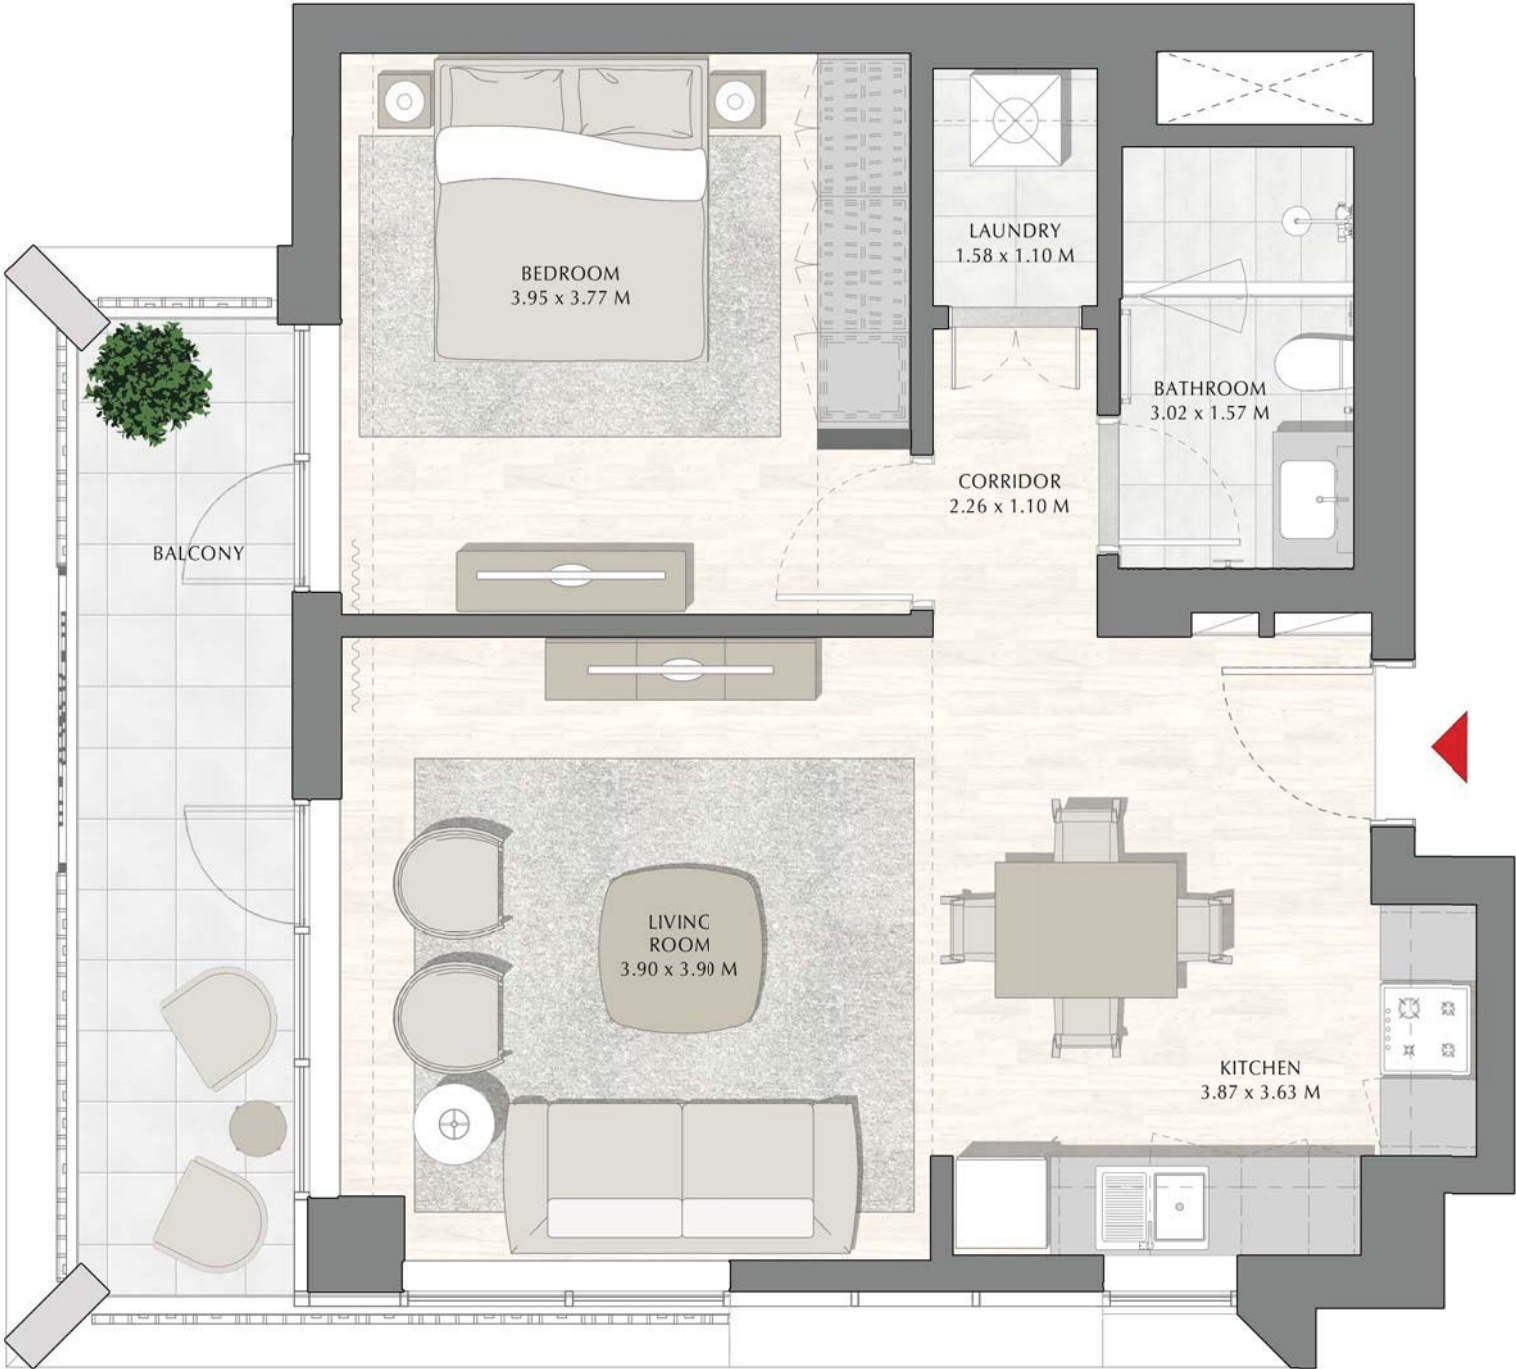 LAUNDRY
1.58 x 1.10 M
BEDROOM
3.95 x 3.77 M
BATHROOM
3.02 x 1.57 M
CORRIDOR
2.26 x 1.10 M
BALCONY
LIVING
ROOM
3.90 x 3.90 M
KITCHEN
3.87 x 3.63 M